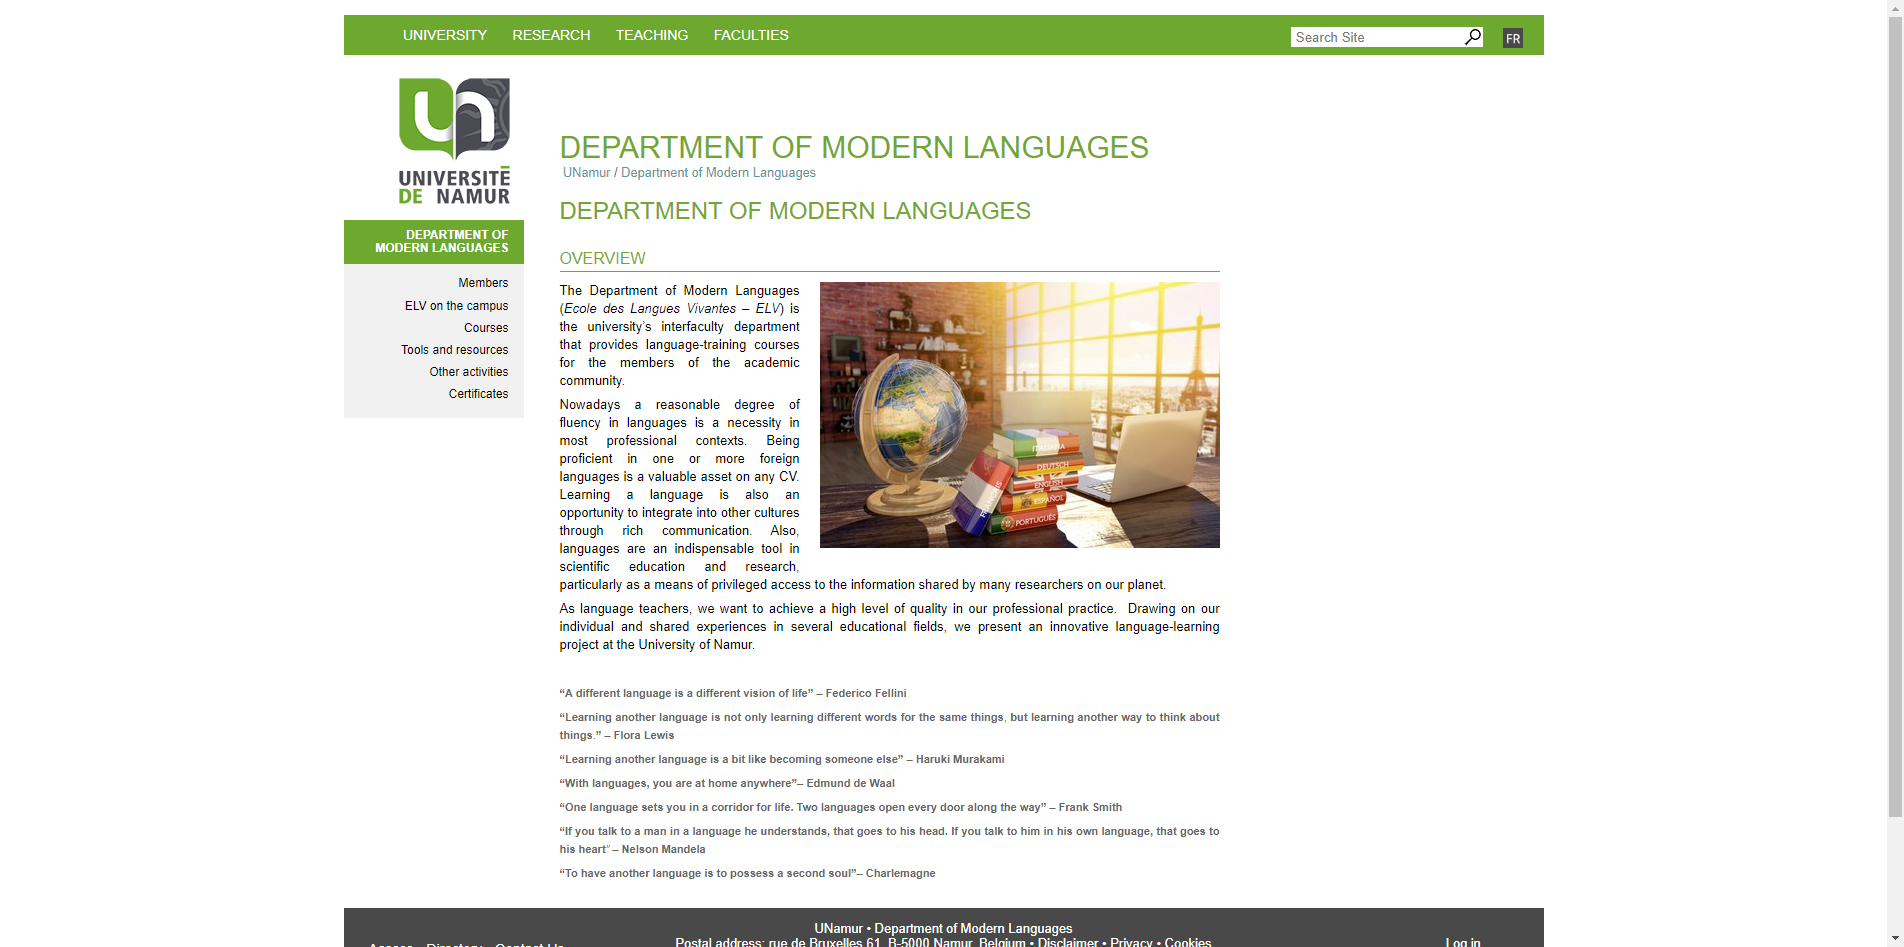 UNIVERSITY RESEARCH TEACHING FACULTIES
Search Site
FR
un
UNIVERSITÉ
DE NAMUR
DEPARTMENT OF MODERN LANGUAGES
UNamur / Department of Modern Languages
DEPARTMENT OF
MODERN LANGUAGES
Members
ELV on the campus
Courses
Tools and resources
Other activities
Certificates
DEPARTMENT OF MODERN LANGUAGES
OVERVIEW
The Department of Modern Languages
(Ecole des Langues Vivantes – ELV) is
the university's interfaculty department
that provides language-training courses
for the members of the academic
community.
Nowadays a reasonable degree of
fluency in languages is a necessity in
most professional contexts. Being
proficient in one or more foreign
languages is a valuable asset on any CV.
Learning a language is also an
opportunity to integrate into other cultures
through rich communication. Also,
languages are an indispensable tool in
scientific education and research,
particularly as a means of privileged access to the information shared by many researchers on our planet.
ITALIANA
DEUTSCH
ENGLISH
ESPAÑOL
PORTUGUÊS
FRANÇAIS
As language teachers, we want to achieve a high level of quality in our professional practice. Drawing on our
individual and shared experiences in several educational fields, we present an innovative language-learning
project at the University of Namur.
“A different language is a different vision of life” – Federico Fellini
“Learning another language is not only learning different words for the same things, but learning another way to think about
things.” – Flora Lewis
“Learning another language is a bit like becoming someone else” – Haruki Murakami
“With languages, you are at home anywhere”– Edmund de Waal
“One language sets you in a corridor for life. Two languages open every door along the way” – Frank Smith
“If you talk to a man in a language he understands, that goes to his head. If you talk to him in his own language, that goes to
his heart” – Nelson Mandela
“To have another language is to possess a second soul”– Charlemagne
UNamur • Department of Modern Languages
Access Directory Contact Us Postal address: rue de Bruxelles 61, B-5000 Namur, Belgium • Disclaimer • Privacy • Cookies Log in